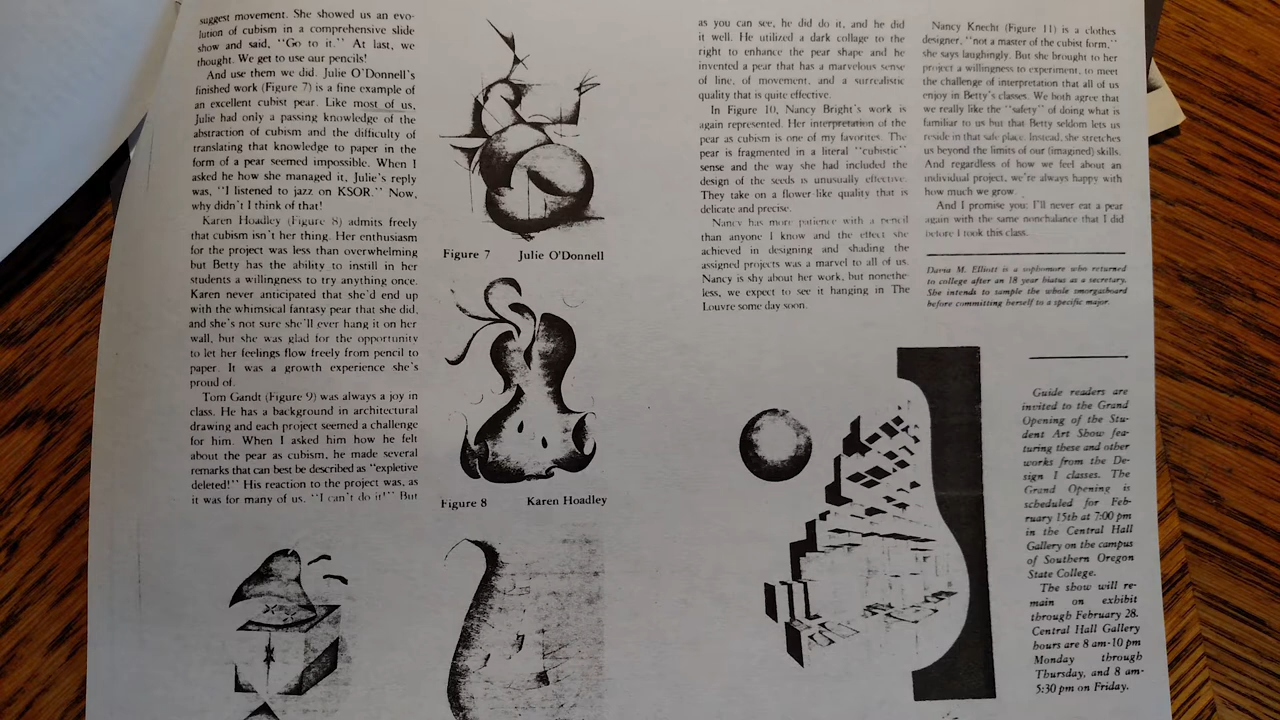 suggest movement. She showed us an evo-
lution of cubism in a comprehensive slide
show and said, "Go to it." At last, we
thought. We get to use our pencils!
And use them we did. Julie O'Donnell's
finished work (Figure 7) is a fine example of
an excellent cubist pear. Like most of us,
Julie had only a passing knowledge of the
abstraction of cubism and the difficulty of
translating that knowledge to paper in the
form of a pear seemed impossible. When I
asked he how she managed it, Julie's reply
was, "I listened to jazz on KSOR." Now,
why didn't I think of that!
Karen Hoadley (Figure 8) admits freely
that cubism isn't her thing. Her enthusiasm
for the project was less than overwhelming
but Betty has the ability to instill in her
students a willingness to try anything once.
Karen never anticipated that she'd end up
with the whimsical fantasy pear that she did,
and she's not sure she'll ever hang it on her
wall, but she was glad for the opportunity
to let her feelings flow freely from pencil to
paper. It was a growth experience she's
proud of.
Tom Gandt (Figure 9) was always a joy in
class. He has a background in architectural
drawing and each project seemed a challenge
for him. When I asked him how he felt
about the pear as cubism, he made several
remarks that can best be described as "expletive
deleted!" His reaction to the project was, as
it was for many of us. "I can't do it!" But
Figure 7 Julie O'Donnell
Figure 8 Karen Hoadley
as you can see, he did do it, and he did
it well. He utilized a dark collage to the
right to enhance the pear shape and he
invented a pear that has a marvelous sense
of line, of movement, and a surrealistic
quality that is quite effective.
In Figure 10, Nancy Bright's work is
again represented. Her interpretation of the
pear as cubism is one of my favorites. The
pear is fragmented in a literal "cubistic"
sense and the way she had included the
design of the seeds is unusually effective.
They take on a flower-like quality that is
delicate and precise.
Nancy has more patience with a pencil
than anyone I know and the effect she
achieved in designing and shading the
assigned projects was a marvel to all of us.
Nancy is shy about her work, but nonethe-
less, we expect to see it hanging in The
Louvre some day soon.
Nancy Knecht (Figure 11) is a clothes
designer, "not a master of the cubist form,"
she says laughingly. But she brought to her
project a willingness to experiment, to meet
the challenge of interpretation that all of us
enjoy in Betty's classes. We both agree that
we really like the "safety" of doing what is
familiar to us but that Betty seldom lets us
reside in that safe place. Instead, she stretches
us beyond the limits of our (imagined) skills.
And regardless of how we feel about an
individual project, we're always happy with
how much we grow.
And I promise you: I'll never eat a pear
again with the same nonchalance that I did
before I took this class.
Daria M. Elliott is a sophomore who returned
to college after an 18 year hiatus as a secretary.
She intends to sample the whole smorgasboard
before committing herself to a specific major.
Guide readers are
invited to the Grand
Opening of the Stu-
dent Art Show fea-
turing these and other
works from the De-
sign I classes. The
Grand Opening is
scheduled for Feb-
ruary 15th at 7:00 pm
in the Central Hall
Gallery on the campus
of Southern Oregon
State College.
The show will re-
main on exhibit
through February 28.
Central Hall Gallery
hours are 8 am-10 pm
Monday through
Thursday, and 8 am-
5:30 pm on Friday.